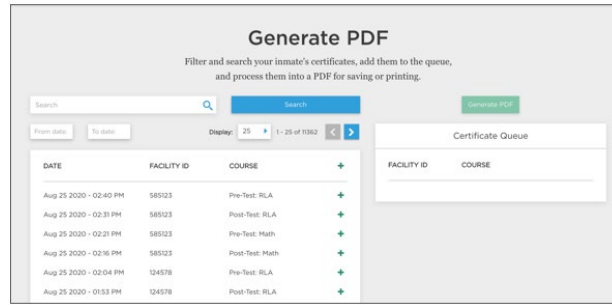 Generate PDF
Filter and search your inmate's certificates, add them to the queue,
and process them into a PDF for saving or printing.
Search
Search
Generate PDF
From date
To date
Display: 25 1 - 25 of 11362
Certificate Queue
DATE FACILITY ID COURSE +
FACILITY ID COURSE
Aug 25 2020 - 02:40 PM 585123 Pre-Test: RLA +
Aug 25 2020 - 02:31 PM 585123 Post-Test: RLA +
Aug 25 2020 - 02:21 PM 585123 Pre-Test: Math +
Aug 25 2020 - 02:16 PM 585123 Post-Test: Math +
Aug 25 2020 - 02:04 PM 124578 Pre-Test: RLA +
Aug 25 2020 - 01:53 PM 124578 Post-Test: RLA +